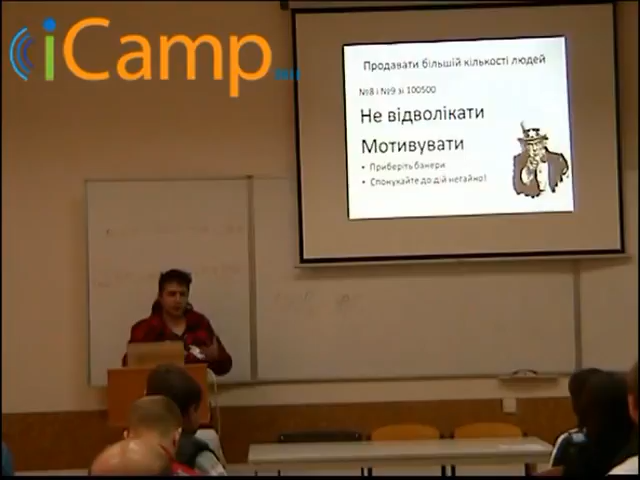 iCamp
Продавати більшій кількості людей
№8 і №9 зі 100500
Не відволікати
Мотивувати
• Приберіть банери
• Спонукайте до дій негайно!